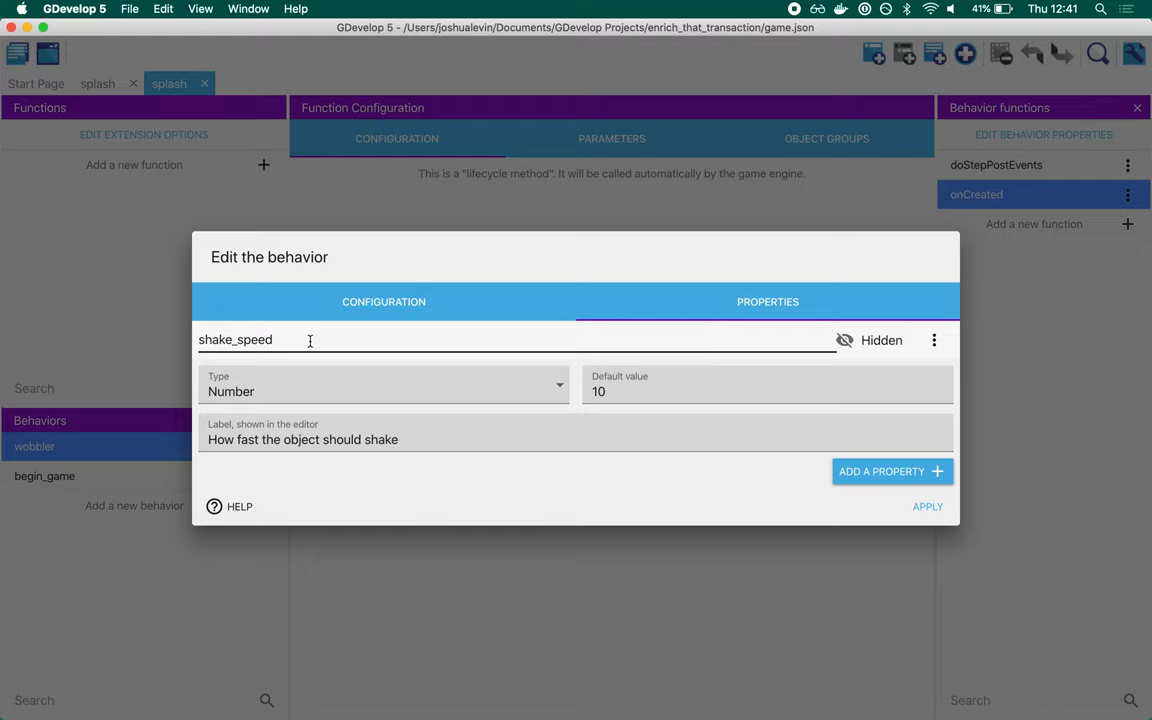 GDevelop 5 File Edit View Window Help 41% Thu 12:41
GDevelop 5 - /Users/joshualevin/Documents/GDevelop Projects/enrich_that_transaction/game.json
Start Page splash splash
Functions
Function Configuration
Behavior functions
EDIT EXTENSION OPTIONS
CONFIGURATION PARAMETERS OBJECT GROUPS
EDIT BEHAVIOR PROPERTIES
Add a new function
This is a "lifecycle method". It will be called automatically by the game engine.
doStepPostEvents
onCreated
Add a new function
Edit the behavior
CONFIGURATION PROPERTIES
shake_speed Hidden
Type
Number
Default value
10
Label, shown in the editor
How fast the object should shake
ADD A PROPERTY
HELP APPLY
Search
Behaviors
wobbler
begin_game
Add a new behavior
Search
Search